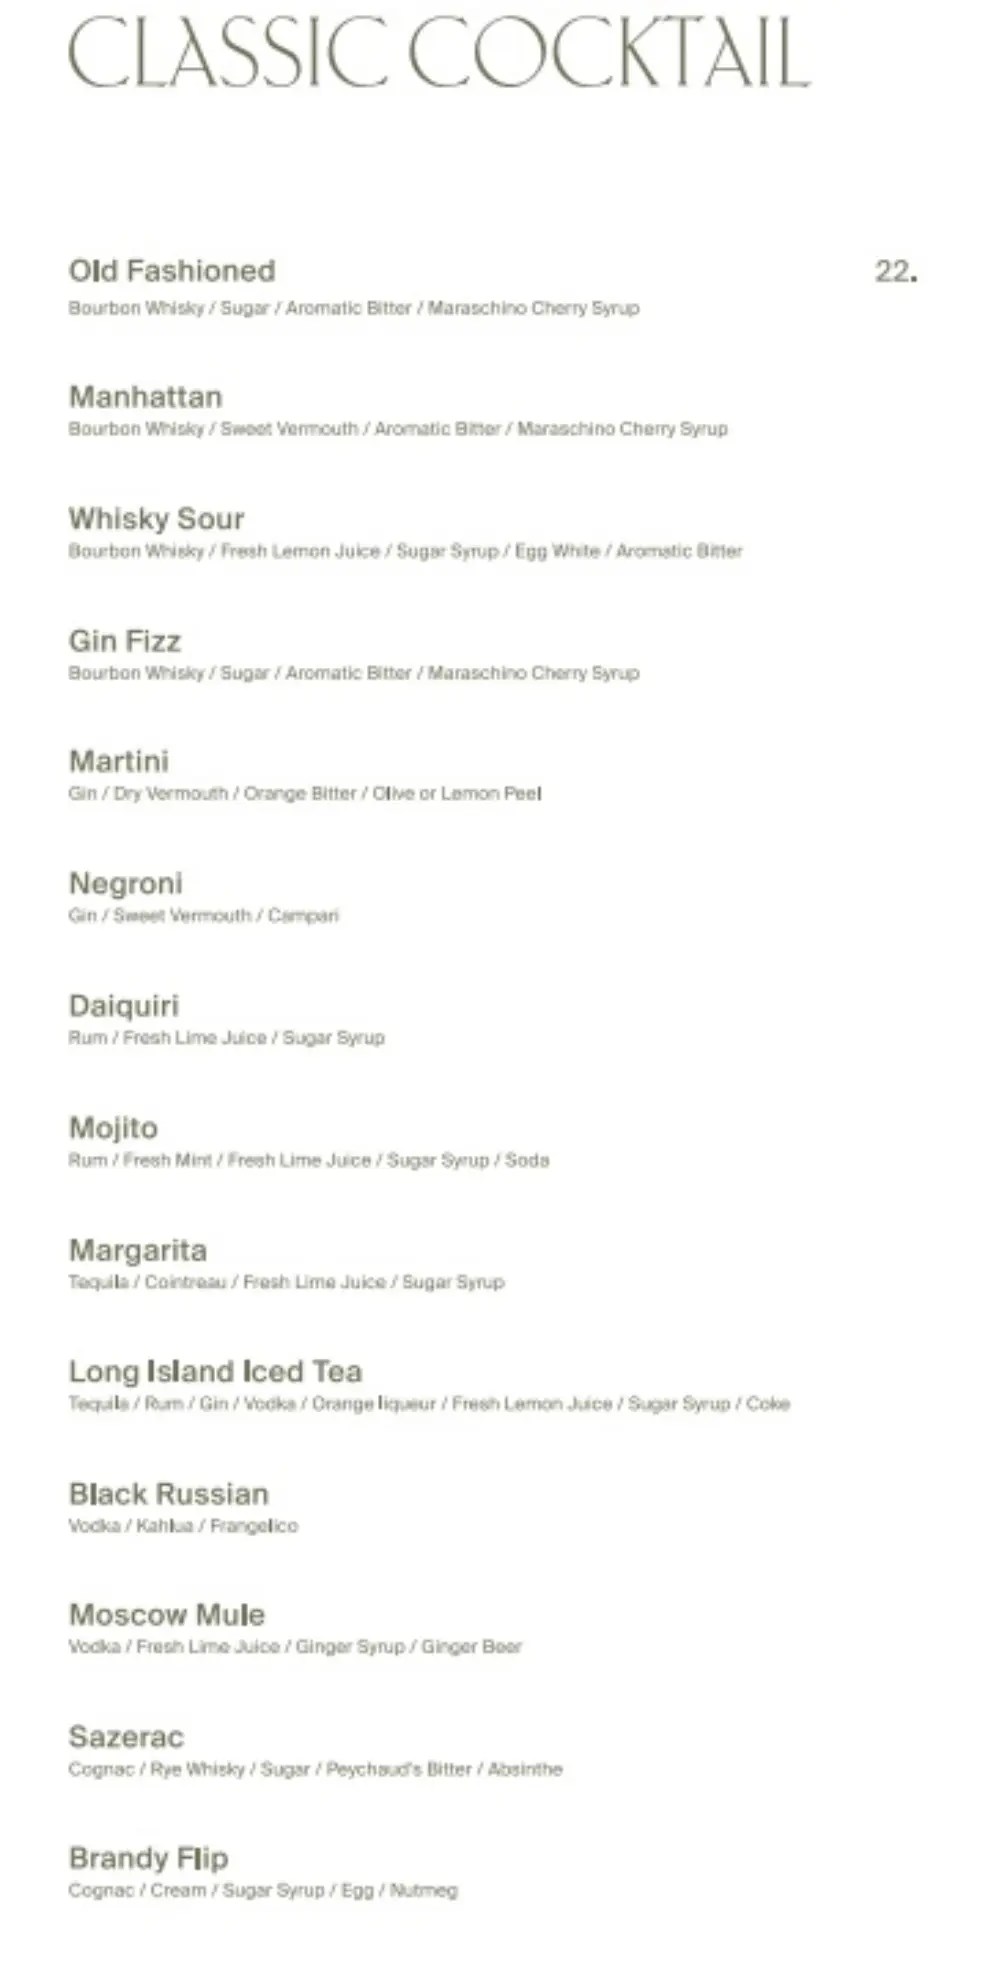 CLASSIC COCKTAIL
Old Fashioned 22.
Bourbon Whisky / Sugar / Aromatic Bitter / Maraschino Cherry Syrup
Manhattan
Bourbon Whisky / Sweet Vermouth / Aromatic Bitter / Maraschino Cherry Syrup
Whisky Sour
Bourbon Whisky / Fresh Lemon Juice / Sugar Syrup / Egg White / Aromatic Bitter
Gin Fizz
Bourbon Whisky / Sugar / Aromatic Bitter / Maraschino Cherry Syrup
Martini
Gin / Dry Vermouth / Orange Bitter / Olive or Lemon Peel
Negroni
Gin / Sweet Vermouth / Campari
Daiquiri
Rum / Fresh Lime Juice / Sugar Syrup
Mojito
Rum / Fresh Mint / Fresh Lime Juice / Sugar Syrup / Soda
Margarita
Tequila / Cointreau / Fresh Lime Juice / Sugar Syrup
Long Island Iced Tea
Tequila / Rum / Gin / Vodka / Orange liqueur / Fresh Lemon Juice / Sugar Syrup / Coke
Black Russian
Vodka / Kahlua / Frangelico
Moscow Mule
Vodka / Fresh Lime Juice / Ginger Syrup / Ginger Beer
Sazerac
Cognac / Rye Whisky / Sugar / Peychaud's Bitter / Absinthe
Brandy Flip
Cognac / Cream / Sugar Syrup / Egg / Nutmeg